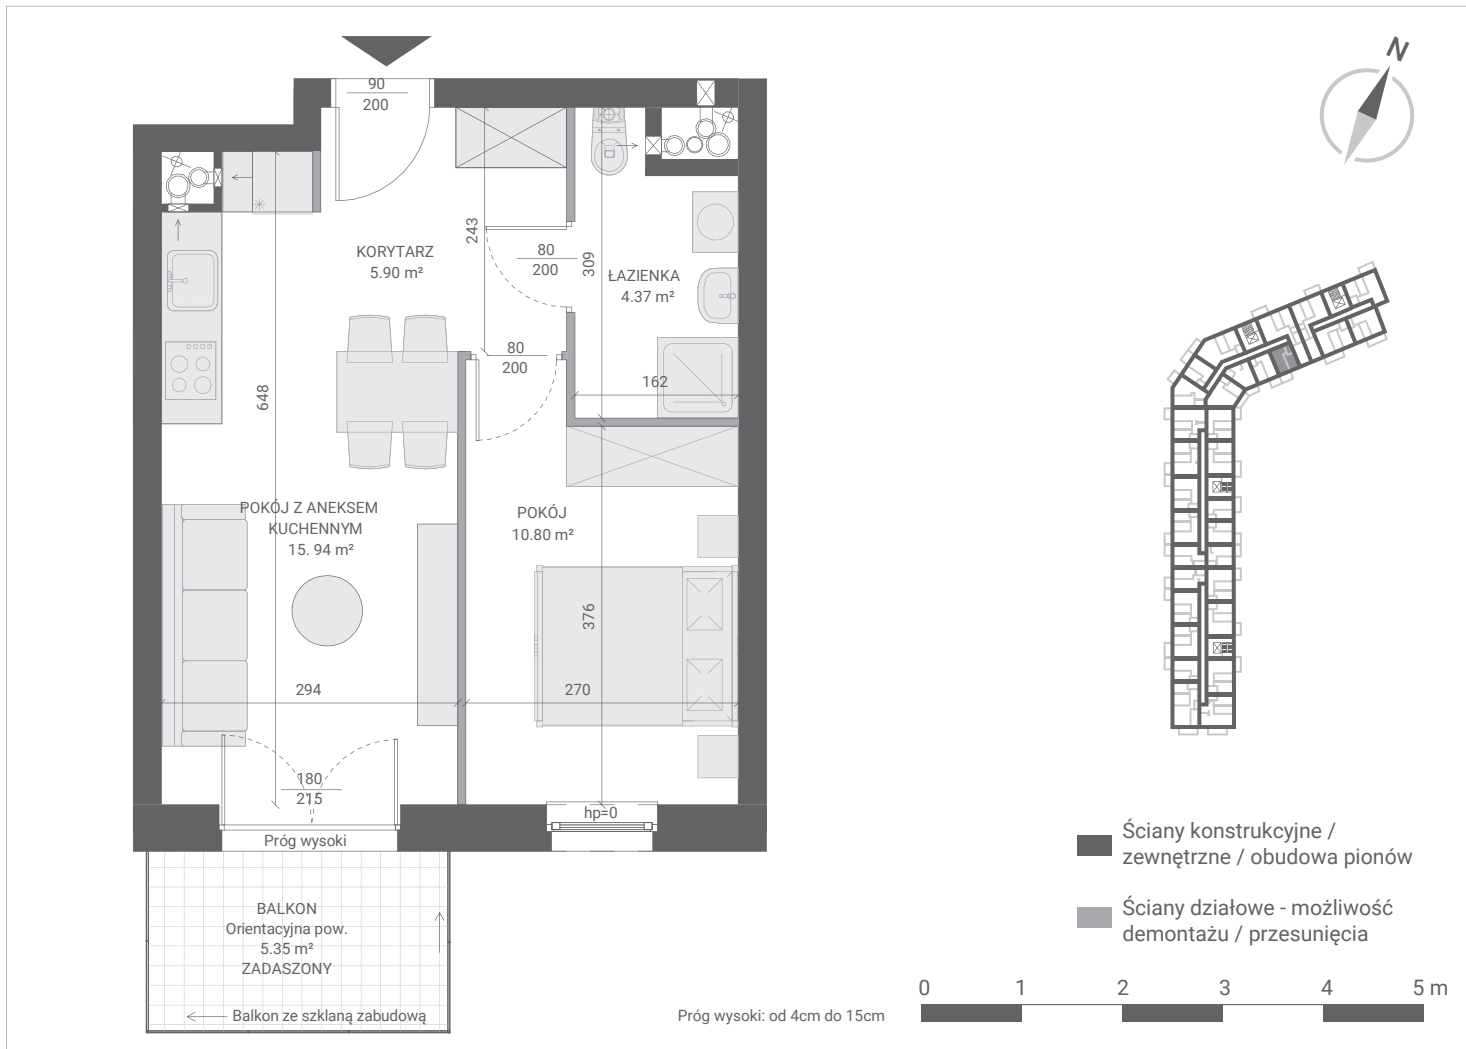 N
90
200
KORYTARZ
5.90 m²
243
80
200
309
ŁAZIENKA
4.37 m²
80
200
162
648
POKÓJ Z ANEKSEM
KUCHENNYM
15. 94 m²
POKÓJ
10.80 m²
376
294
270
180
215
hp=0
Próg wysoki
BALKON
Orientacyjna pow.
5.35 m²
ZADASZONY
Balkon ze szklaną zabudową
Ściany konstrukcyjne /
zewnętrzne / obudowa pionów
Ściany działowe - możliwość
demontażu / przesunięcia
0 1 2 3 4 5 m
Próg wysoki: od 4cm do 15cm